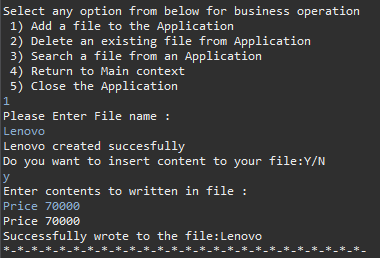 Select any option from below for business operation
1) Add a file to the Application
2) Delete an existing file from Application
3) Search a file from an Application
4) Return to Main context
5) Close the Application
1
Please Enter File name :
Lenovo
Lenovo created succesfully
Do you want to insert content to your file:Y/N
y
Enter contents to written in file :
Price 70000
Price 70000
Successfully wrote to the file:Lenovo
*-*-*-*-*-*-*-*-*-*-*-*-*-*-*-*-*-*-*-*-*-*-*-*-*-*-